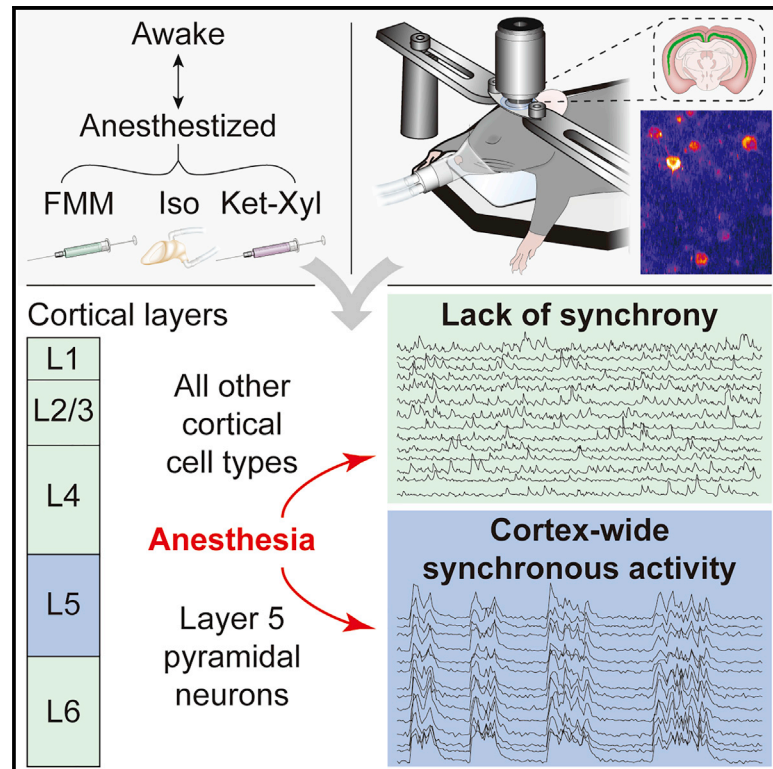 Awake
Anesthestized
FMM Iso Ket-Xyl
Cortical layers
L1
L2/3
L4
L5
L6
All other
cortical
cell types
Anesthesia
Layer 5
pyramidal
neurons
Lack of synchrony
Cortex-wide
synchronous activity